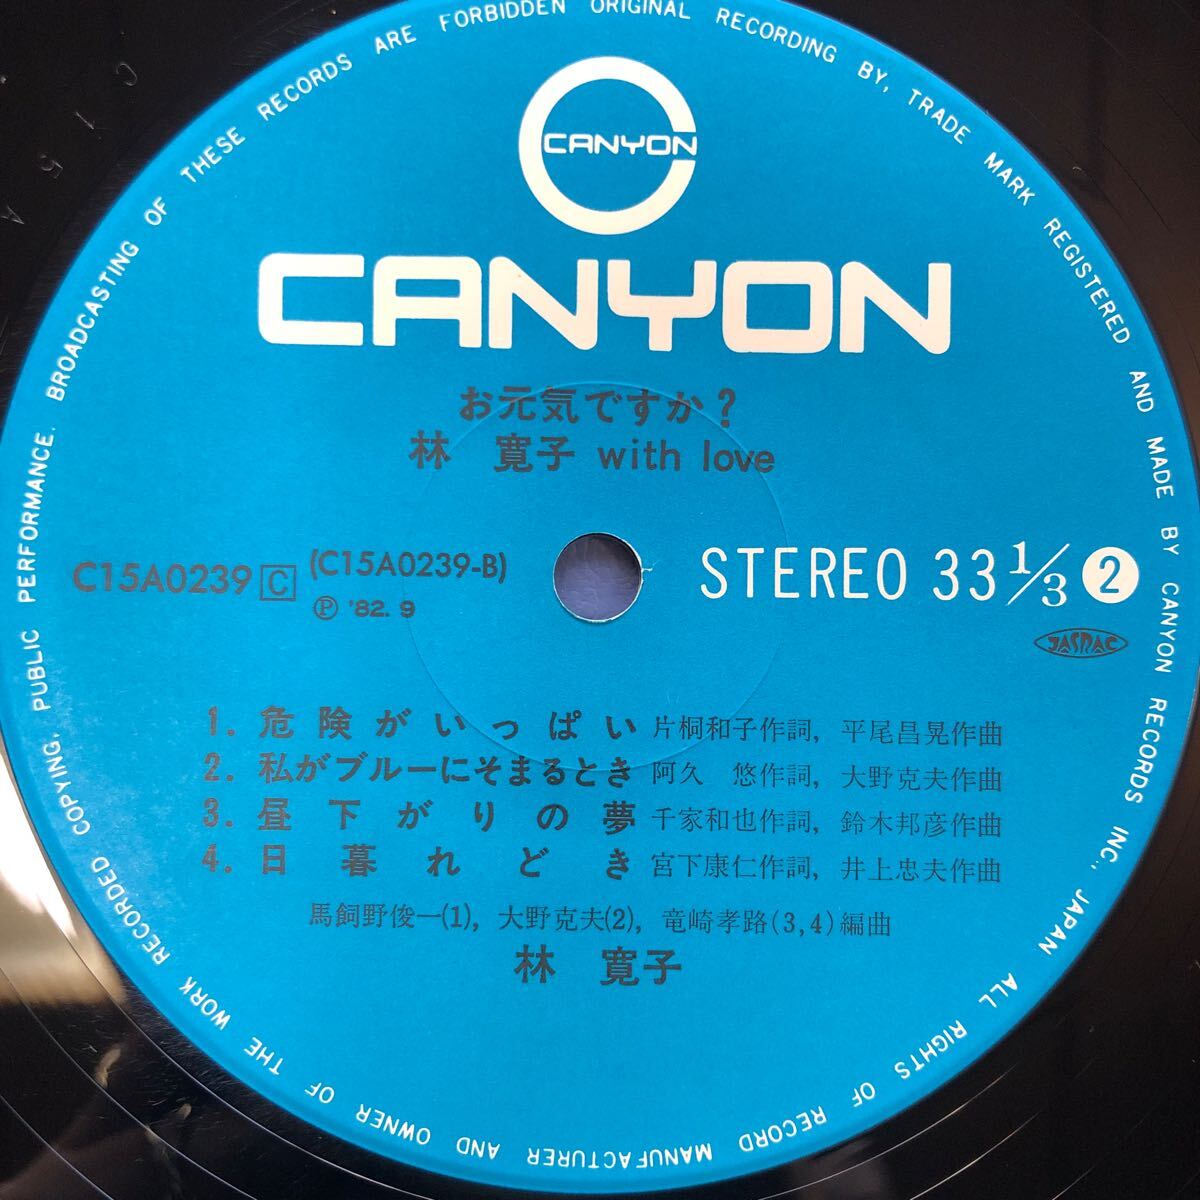 CANYON
CANYON
お元気ですか?
林 寛子 with love
C15A0239 C (C15A0239-B)
Ⓟ '82. 9
STEREO 33 1/3 2
JASRAC
1. 危険がいっぱい 片桐和子作詞, 平尾昌晃作曲
2. 私がブルーにそまるとき 阿久 悠作詞, 大野克夫作曲
3. 昼下がりの夢 千家和也作詞, 鈴木邦彦作曲
4. 日暮れどき 宮下康仁作詞, 井上忠夫作曲
馬飼野俊一(1), 大野克夫(2), 竜崎孝路(3,4)編曲
林 寛子
ORIGINAL RECORDING BY, TRADE MARK REGISTERED AND MADE BY CANYON RECORDS INC., JAPAN ALL RIGHTS OF RECORD MANUFACTURER AND OWNER OF THE WORK RECORDED COPYING, PUBLIC PERFORMANCE. BROADCASTING OF THESE RECORDS ARE FORBIDDEN
C 1 5 A